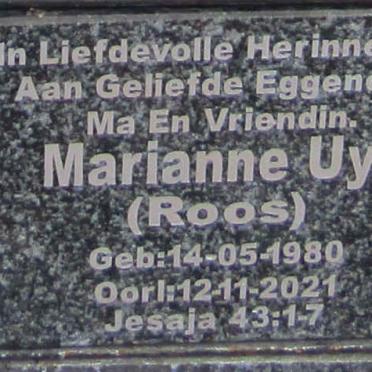 In Liefdevolle Herinne
Aan Geliefde Eggeno
Ma En Vriendin.
Marianne Uy
(Roos)
Geb:14-05-1980
Oorl:12-11-2021
Jesaja 43:1-7